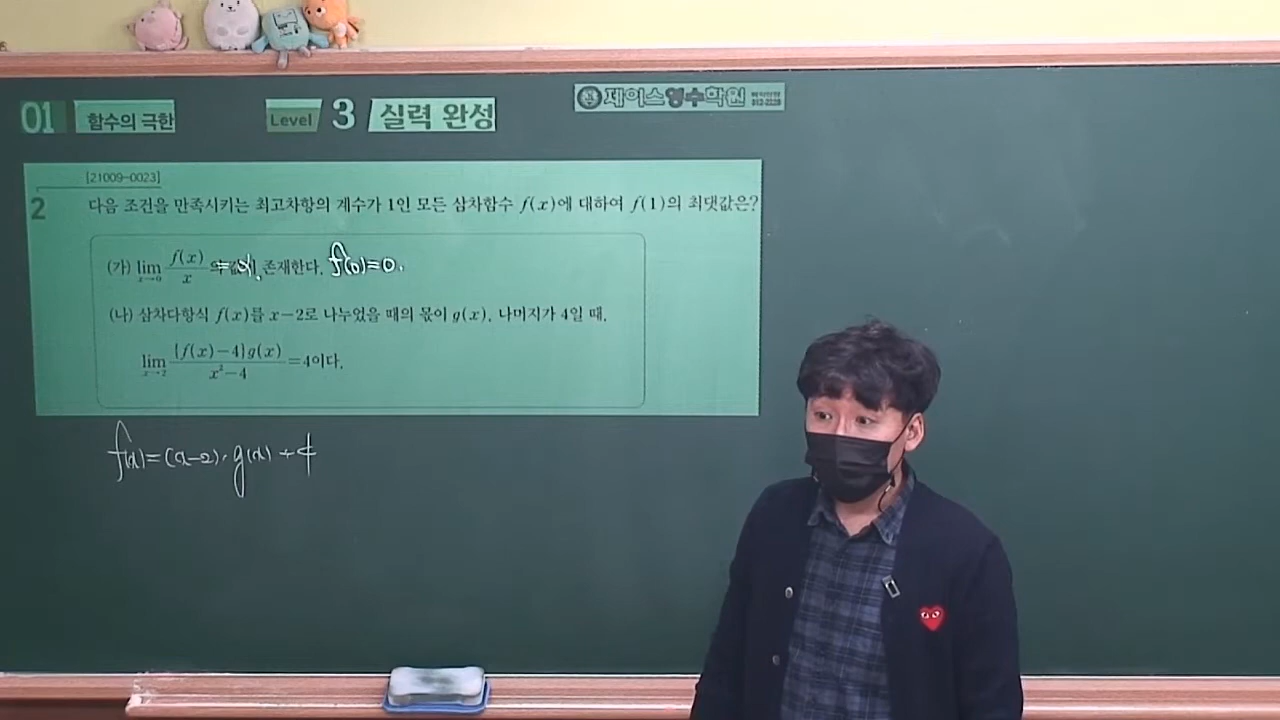 01 함수의 극한 Level 3 실력 완성
제이스영수학원
[21009-0023]
2 다음 조건을 만족시키는 최고차항의 계수가 1인 모든 삼차함수 f(x)에 대하여 f(1)의 최댓값은?
(가) lim x→0 f(x)/x = 존재한다. f(0)=0.
(나) 삼차다항식 f(x)를 x-2로 나누었을 때의 몫이 g(x), 나머지가 4일 때,
lim x→2 {f(x)-4}g(x)/x²-4 =4이다.
f(x)=(x-2)·g(x)+4